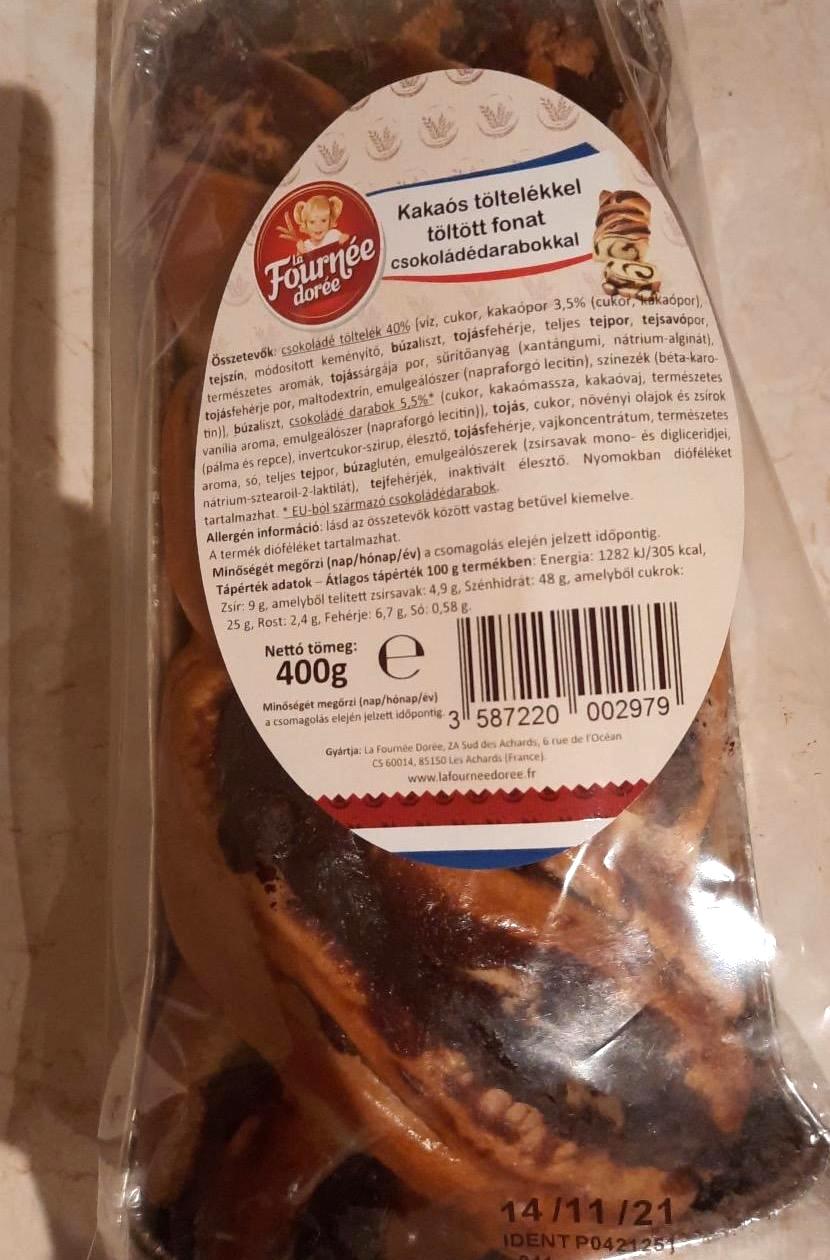 La
Fournée
dorée
Kakaós töltelékkel
töltött fonat
csokoládédarabokkal
Összetevők: csokoládé töltelék 40% [víz, cukor, kakaópor 3,5% (cukor, kakaópor),
tejszín, módosított keményítő, búzaliszt, tojásfehérje, teljes tejpor, tejsavópor,
természetes aromák, tojássárgája por, sűrítőanyag (xantángumi, nátrium-alginát),
tojásfehérje por, maltodextrin, emulgeálószer (napraforgó lecitin), színezék (béta-karo-
tin)], búzaliszt, csokoládé darabok 5,5%* (cukor, kakaómassza, kakaóvaj, természetes
vanília aroma, emulgeálószer (napraforgó lecitin)), tojás, cukor, növényi olajok és zsírok
(pálma és repce), invertcukor-szirup, élesztő, tojásfehérje, vajkoncentrátum, természetes
aroma, só, teljes tejpor, búzaglutén, emulgeálószerek (zsírsavak mono- és digliceridjei,
nátrium-sztearoil-2-laktilát), tejfehérjék, inaktivált élesztő. Nyomokban dióféléket
tartalmazhat. * EU-ból származó csokoládédarabok.
Allergén információ: lásd az összetevők között vastag betűvel kiemelve.
A termék dióféléket tartalmazhat.
Minőségét megőrzi (nap/hónap/év) a csomagolás elején jelzett időpontig.
Tápérték adatok – Átlagos tápérték 100 g termékben: Energia: 1282 kJ/305 kcal,
Zsír: 9 g, amelyből telített zsírsavak: 4,9 g, Szénhidrát: 48 g, amelyből cukrok:
25 g, Rost: 2,4 g, Fehérje: 6,7 g, Só: 0,58 g.
Nettó tömeg:
400g e
Minőségét megőrzi (nap/hónap/év)
a csomagolás elején jelzett időpontig.
3 587220 002979
Gyártja: La Fournée Dorée, ZA Sud des Achards, 6 rue de l'Océan
CS 60014, 85150 Les Achards (France)
www.lafourneedoree.fr
14/11/21
IDENT P0421251